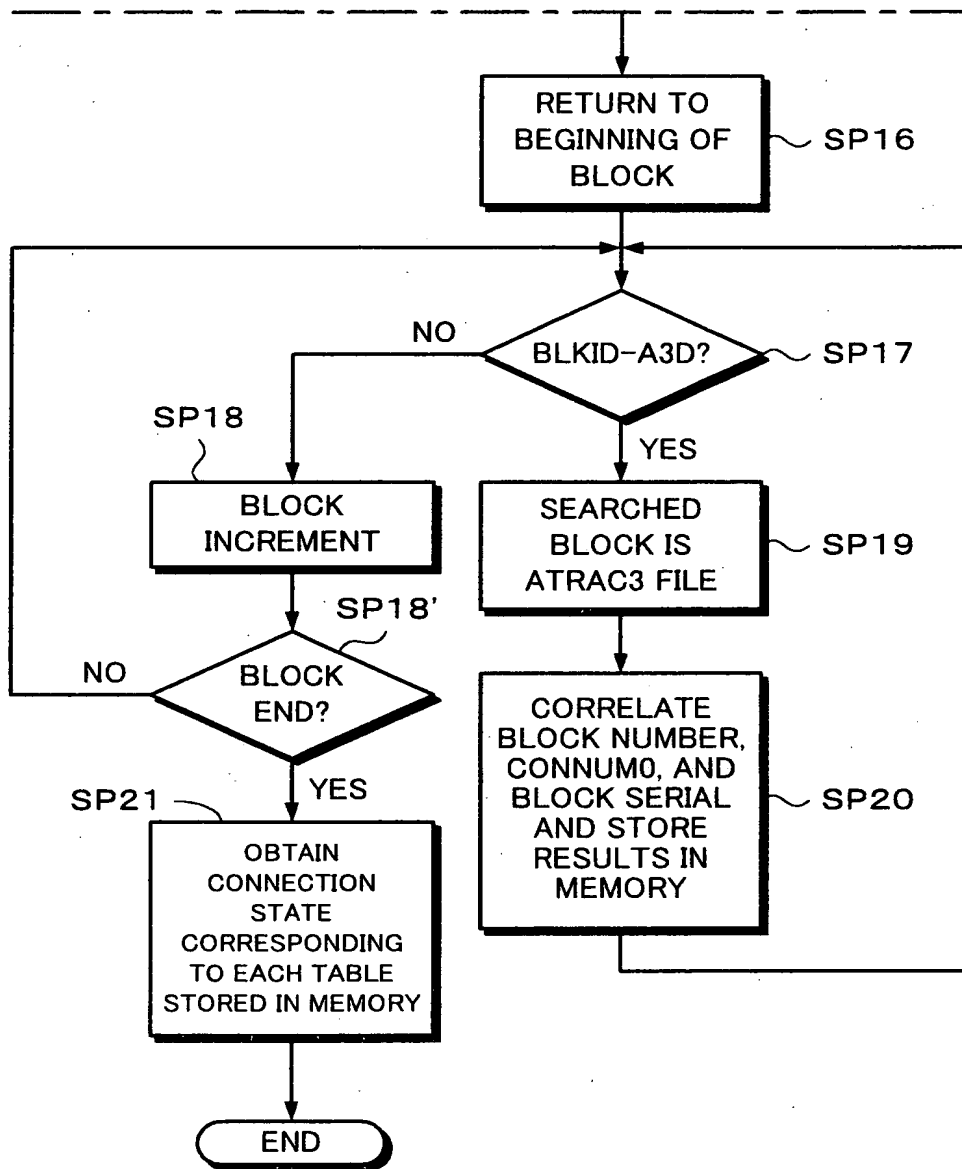 RETURN TO
BEGINNING OF
BLOCK
SP16
NO
BLKID-A3D?
SP17
SP18
YES
BLOCK
INCREMENT
SEARCHED
BLOCK IS
ATRAC3 FILE
SP19
SP18'
NO
BLOCK
END?
CORRELATE
BLOCK NUMBER,
CONNUM0, AND
BLOCK SERIAL
AND STORE
RESULTS IN
MEMORY
SP20
SP21
YES
OBTAIN
CONNECTION
STATE
CORRESPONDING
TO EACH TABLE
STORED IN MEMORY
END